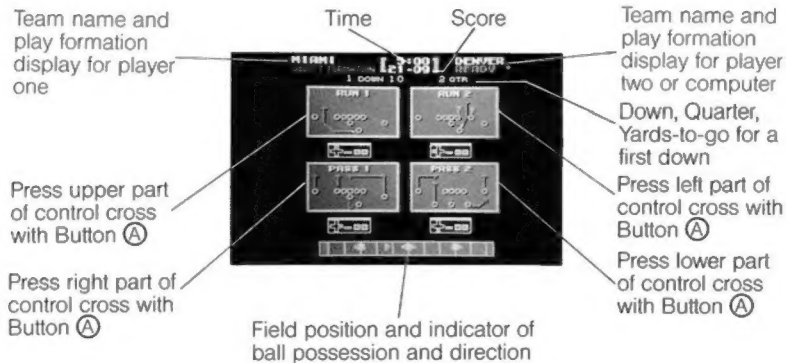 Team name and
play formation
display for player
one
Time
Score
Team name and
play formation
display for player
two or computer
MIAMI
DENVER
READY
21-09
1 DOWN 10
2 QTR
Down, Quarter,
Yards-to-go for a
first down
RUN 1
RUN 2
Press upper part
of control cross
with Button Ⓐ
Press left part of
control cross with
Button Ⓐ
PASS 1
PASS 2
Press right part of
control cross with
Button Ⓐ
Press lower part
of control cross
with Button Ⓐ
Field position and indicator of
ball possession and direction